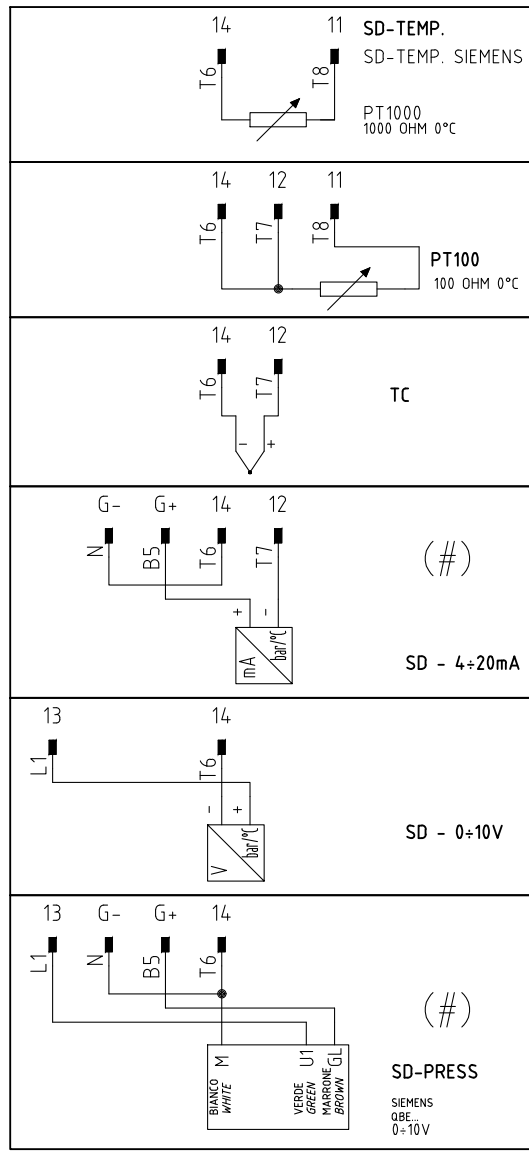 14 11 SD-TEMP.
T6 T8 SD-TEMP. SIEMENS
PT1000
1000 OHM 0°C
14 12 11
T6 T7 T8
PT100
100 OHM 0°C
14 12
T6 T7
TC
- +
G- G+ 14 12
N B5 T6 T7
(#)
+ -
mA bar/°C
SD - 4÷20mA
13 14
L1 T6
- +
V bar/°C
SD - 0÷10V
13 G- G+ 14
L1 N B5 T6
(#)
M U1 GL
BIANCO
WHITE
VERDE
GREEN
MARRONE
BROWN
SD-PRESS
SIEMENS
QBE...
0÷10V